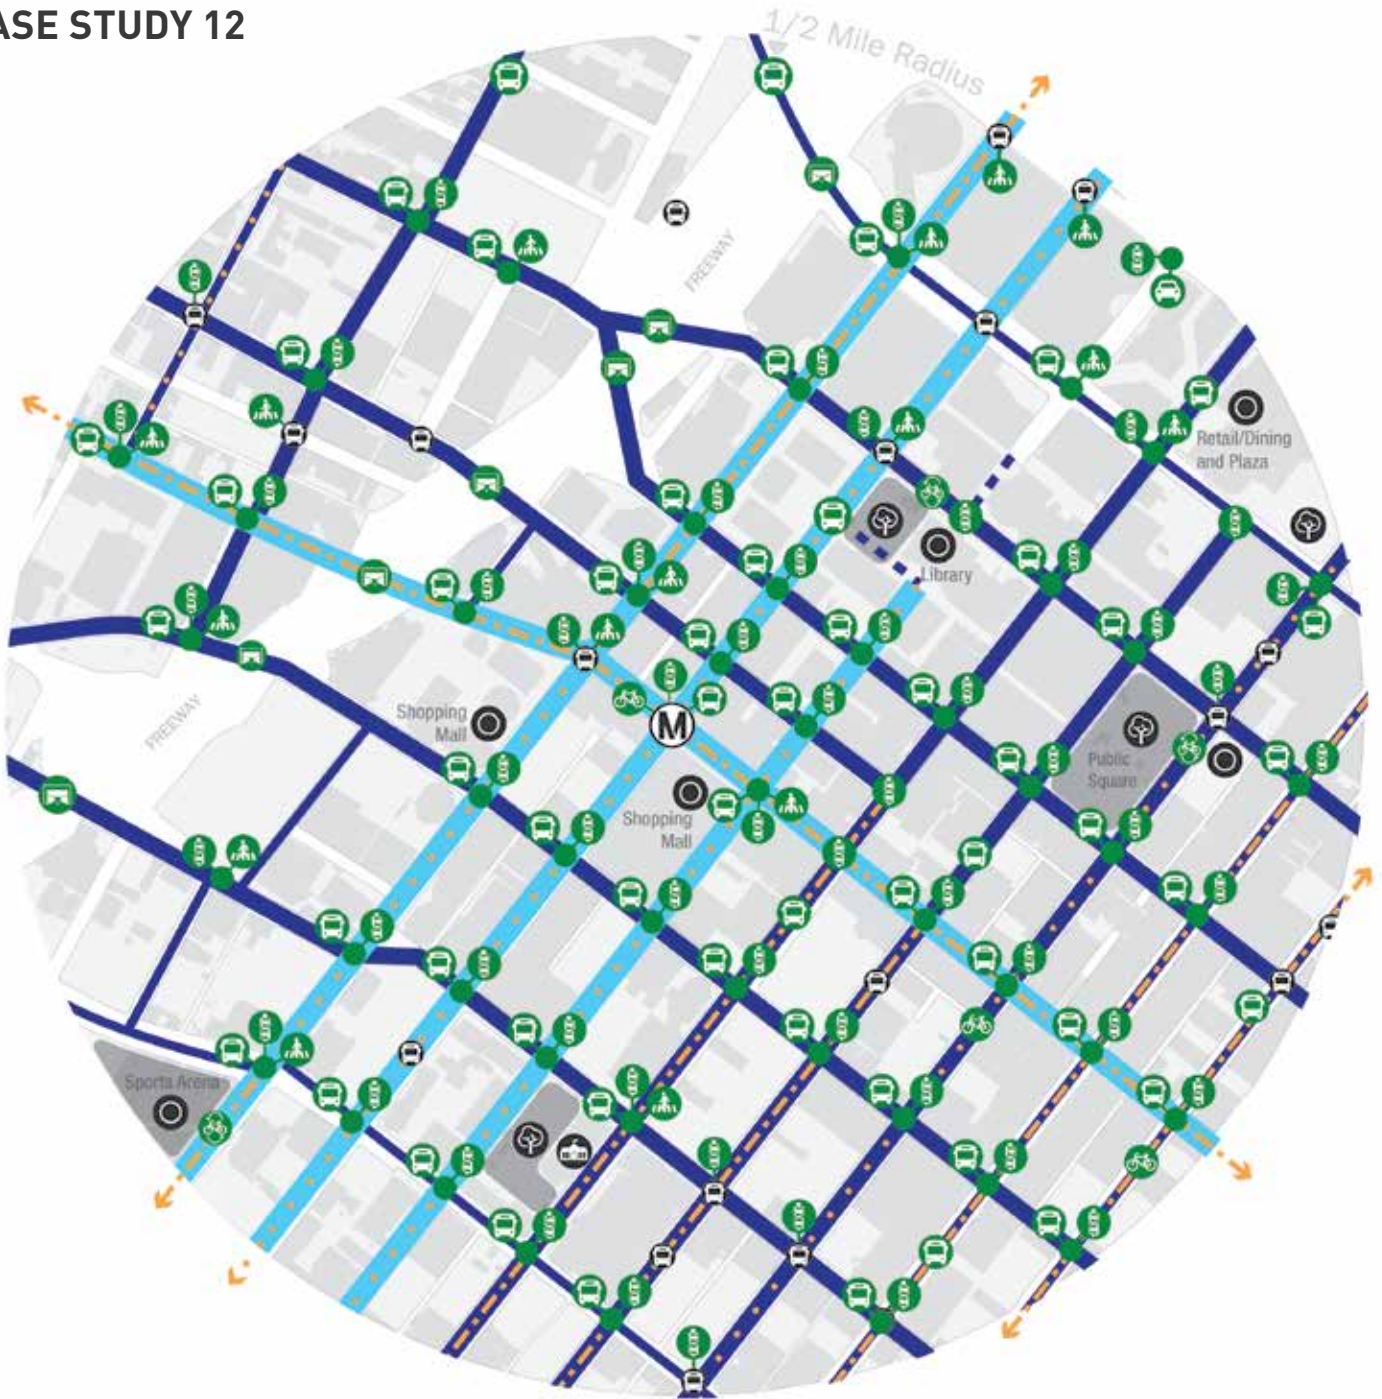 ASE STUDY 12
1/2 Mile Radius
FREEWAY
Retail/Dining
and Plaza
Library
FREEWAY
Shopping
Mall
M
Public
Square
Shopping
Mall
Sports Arena